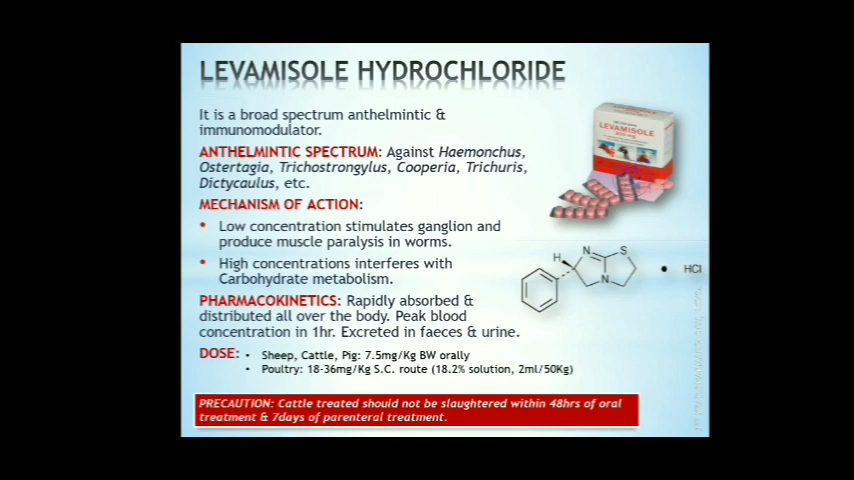 LEVAMISOLE HYDROCHLORIDE
It is a broad spectrum anthelmintic &
immunomodulator.
ANTHELMINTIC SPECTRUM: Against Haemonchus,
Ostertagia, Trichostrongylus, Cooperia, Trichuris,
Dictycaulus, etc.
MECHANISM OF ACTION:
• Low concentration stimulates ganglion and
produce muscle paralysis in worms.
• High concentrations interferes with
Carbohydrate metabolism.
PHARMACOKINETICS: Rapidly absorbed &
distributed all over the body. Peak blood
concentration in 1hr. Excreted in faeces & urine.
DOSE: • Sheep, Cattle, Pig: 7.5mg/Kg BW orally
• Poultry: 18-36mg/Kg S.C. route (18.2% solution, 2ml/50Kg)
PRECAUTION: Cattle treated should not be slaughtered within 48hrs of oral
treatment & 7days of parenteral treatment.
LEVAMISOLE
H
N
S
N
• HCl